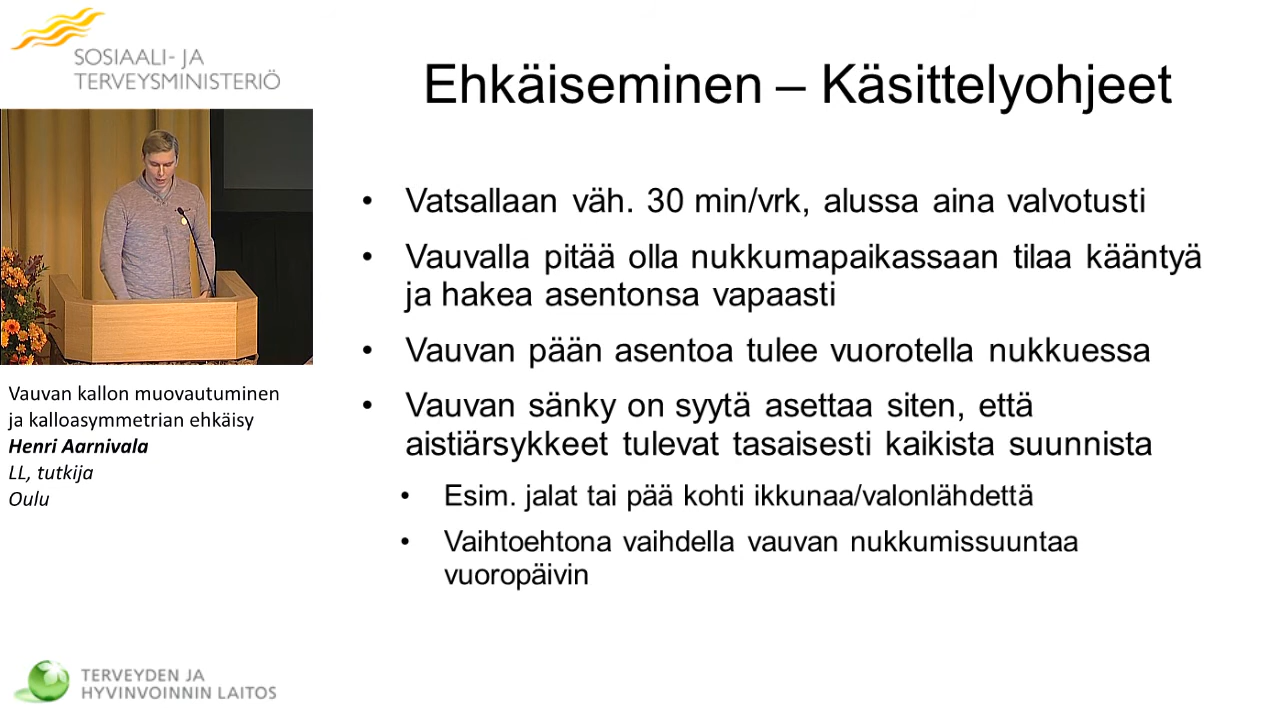 SOSIAALI- JA
TERVEYSMINISTERIÖ
Ehkäiseminen – Käsittelyohjeet
• Vatsallaan väh. 30 min/vrk, alussa aina valvotusti
• Vauvalla pitää olla nukkumapaikassaan tilaa kääntyä
ja hakea asentonsa vapaasti
• Vauvan pään asentoa tulee vuorotella nukkuessa
• Vauvan sänky on syytä asettaa siten, että
aistiärsykkeet tulevat tasaisesti kaikista suunnista
• Esim. jalat tai pää kohti ikkunaa/valonlähdettä
• Vaihtoehtona vaihdella vauvan nukkumissuuntaa
vuoropäivin
Vauvan kallon muovautuminen
ja kalloasymmetrian ehkäisy
Henri Aarnivala
LL, tutkija
Oulu
TERVEYDEN JA
HYVINVOINNIN LAITOS